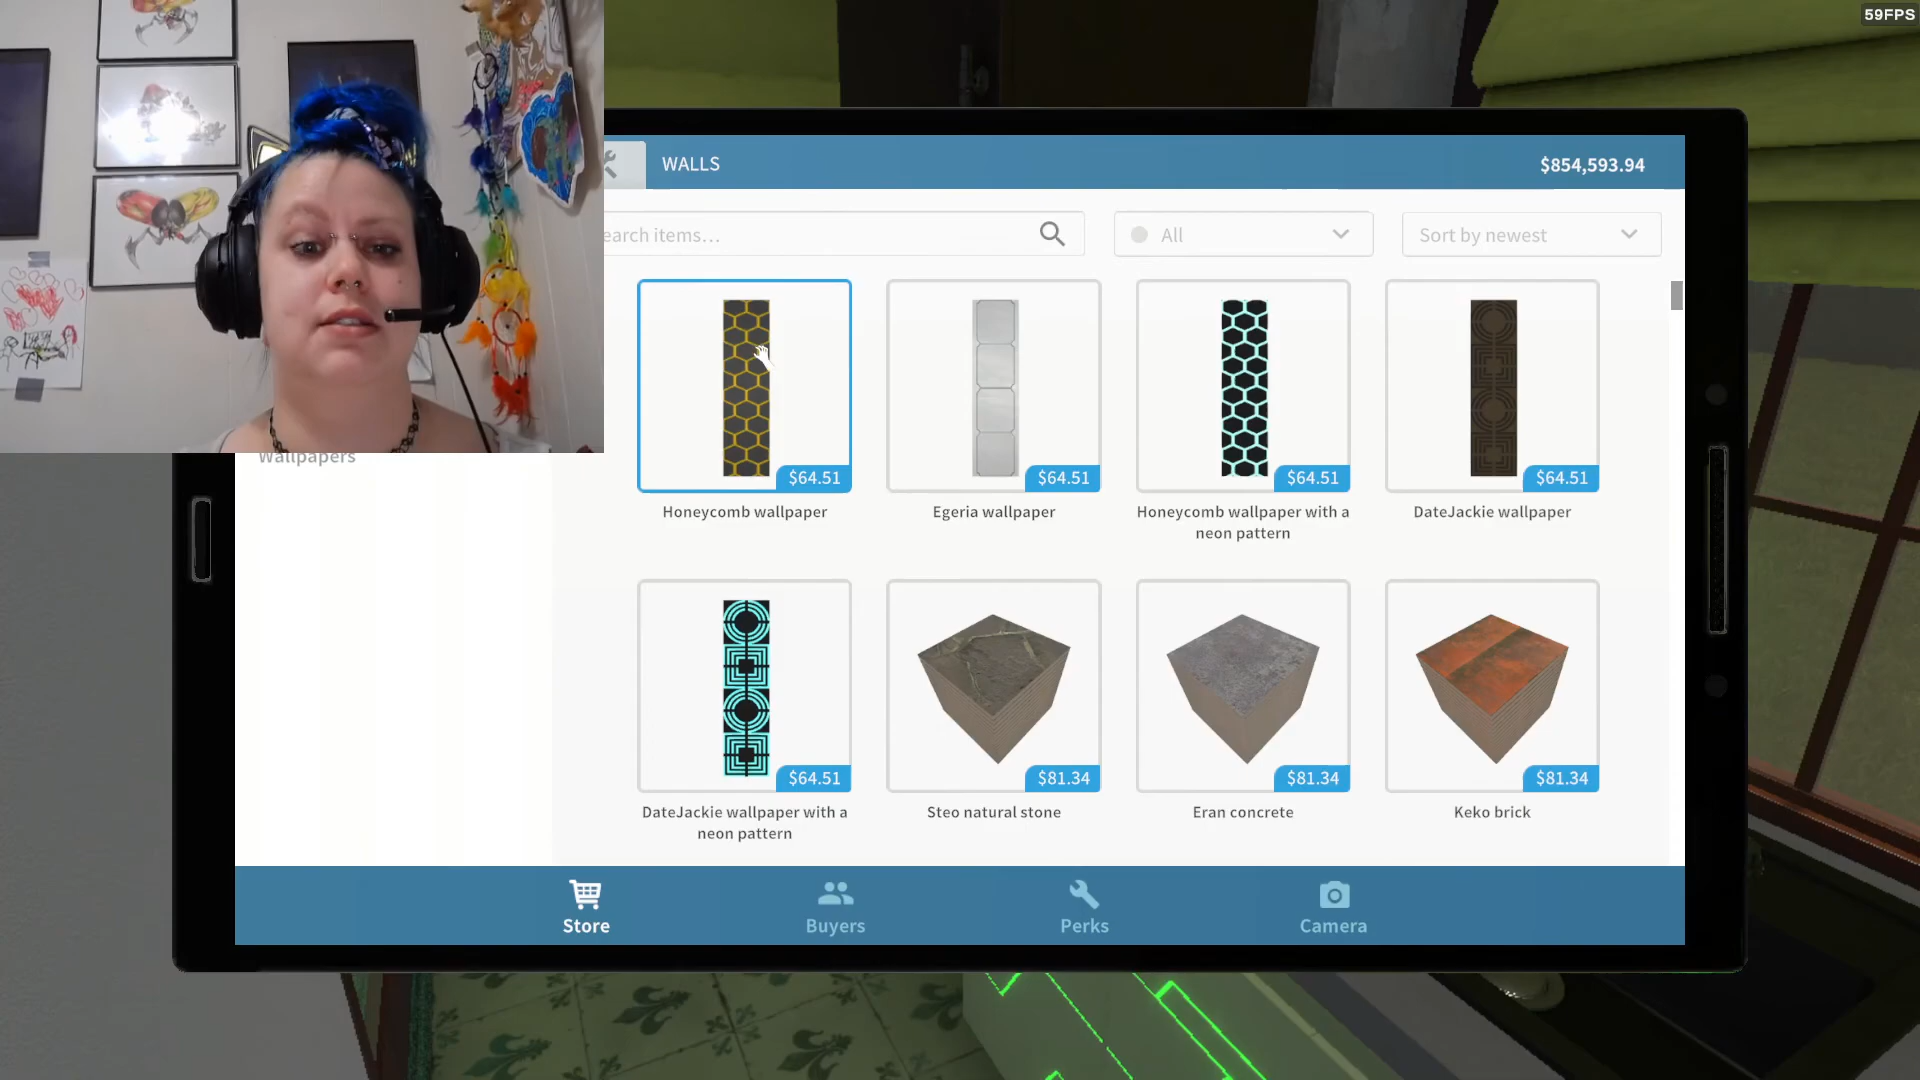 59FPS
WALLS
$854,593.94
earch items...
All
Sort by newest
Wallpapers
$64.51
$64.51
$64.51
$64.51
Honeycomb wallpaper
Egeria wallpaper
Honeycomb wallpaper with a
neon pattern
DateJackie wallpaper
$64.51
$81.34
$81.34
$81.34
DateJackie wallpaper with a
neon pattern
Steo natural stone
Eran concrete
Keko brick
Store
Buyers
Perks
Camera